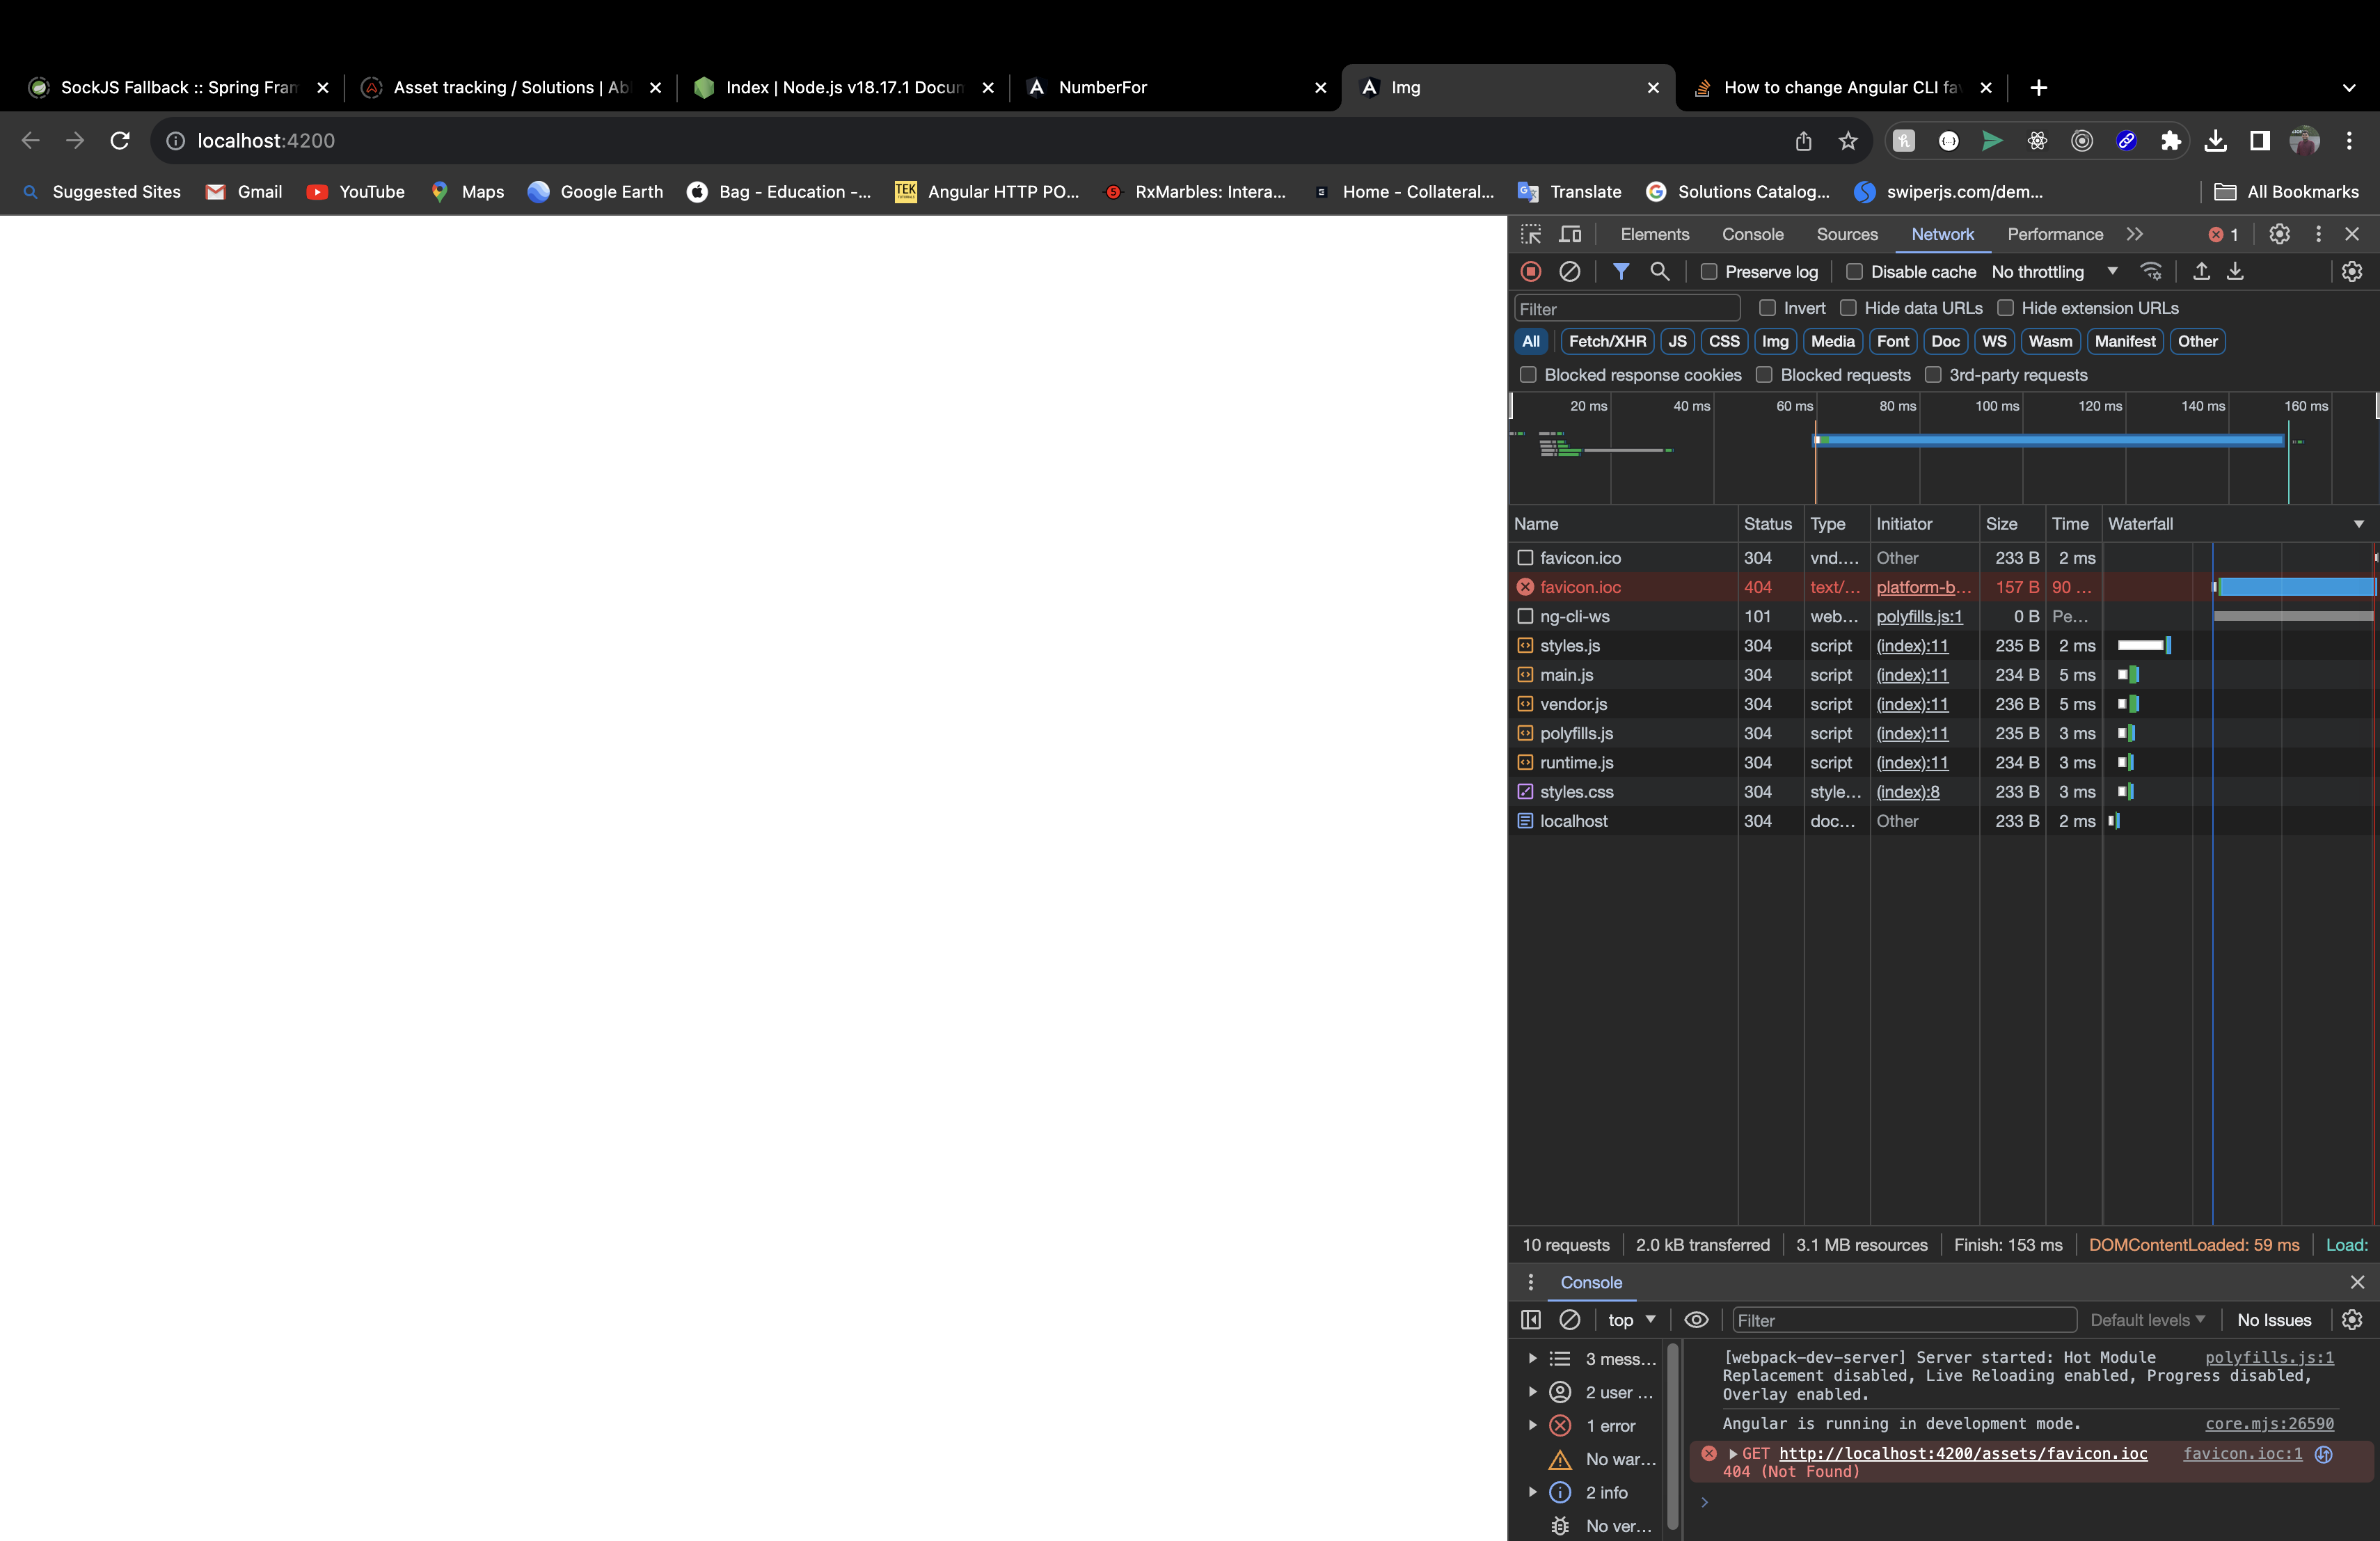 SockJS Fallback :: Spring Fram
Asset tracking / Solutions | Abl
Index | Node.js v18.17.1 Docum
NumberFor
Img
How to change Angular CLI fav
localhost:4200
Suggested Sites
Gmail
YouTube
Maps
Google Earth
Bag - Education -...
TEK
Angular HTTP PO...
RxMarbles: Intera...
Home - Collateral...
Translate
Solutions Catalog...
swiperjs.com/dem...
All Bookmarks
Elements Console Sources Network Performance 1
Preserve log Disable cache No throttling
Filter Invert Hide data URLs Hide extension URLs
All Fetch/XHR JS CSS Img Media Font Doc WS Wasm Manifest Other
Blocked response cookies Blocked requests 3rd-party requests
20 ms 40 ms 60 ms 80 ms 100 ms 120 ms 140 ms 160 ms
Name Status Type Initiator Size Time Waterfall
favicon.ico 304 vnd.... Other 233 B 2 ms
favicon.ioc 404 text/... platform-b... 157 B 90 ...
ng-cli-ws 101 web... polyfills.js:1 0 B Pe...
styles.js 304 script (index):11 235 B 2 ms
main.js 304 script (index):11 234 B 5 ms
vendor.js 304 script (index):11 236 B 5 ms
polyfills.js 304 script (index):11 235 B 3 ms
runtime.js 304 script (index):11 234 B 3 ms
styles.css 304 style... (index):8 233 B 3 ms
localhost 304 doc... Other 233 B 2 ms
10 requests 2.0 kB transferred 3.1 MB resources Finish: 153 ms DOMContentLoaded: 59 ms Load:
Console
top Filter Default levels No Issues
3 mess...
2 user ...
1 error
No war...
2 info
No ver...
[webpack-dev-server] Server started: Hot Module polyfills.js:1
Replacement disabled, Live Reloading enabled, Progress disabled,
Overlay enabled.
Angular is running in development mode. core.mjs:26590
GET http://localhost:4200/assets/favicon.ioc favicon.ioc:1
404 (Not Found)